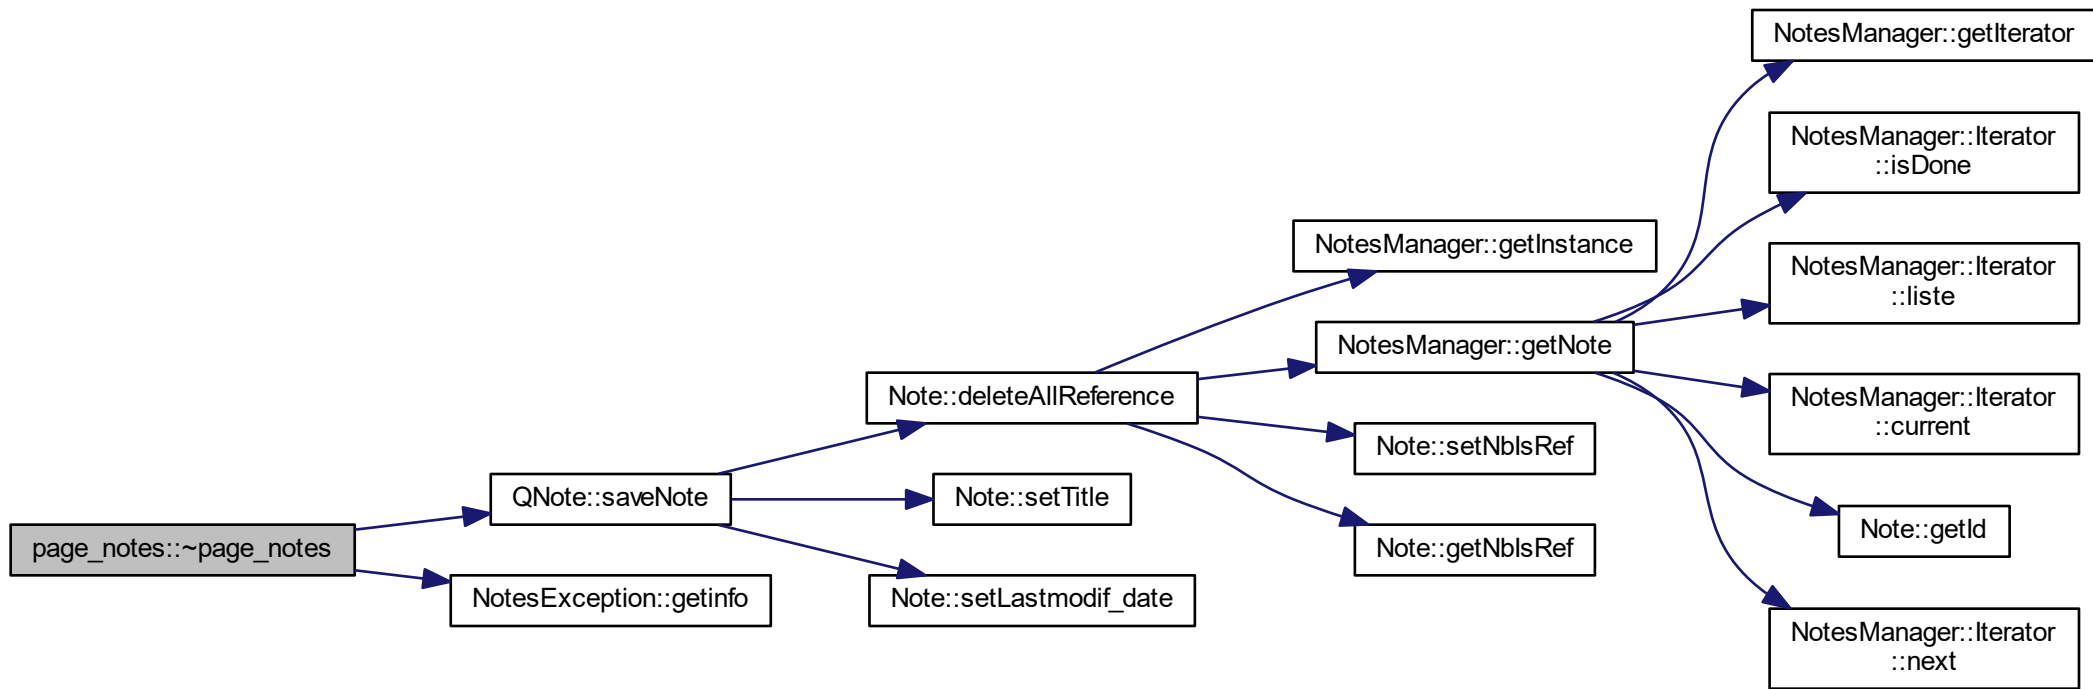 NotesManager::getIterator
NotesManager::Iterator
::isDone
NotesManager::getInstance
NotesManager::Iterator
::liste
NotesManager::getNote
Note::deleteAllReference
NotesManager::Iterator
::current
Note::setNbIsRef
QNote::saveNote
Note::setTitle
Note::getId
page_notes::~page_notes
Note::getNbIsRef
NotesException::getinfo
Note::setLastmodif_date
NotesManager::Iterator
::next